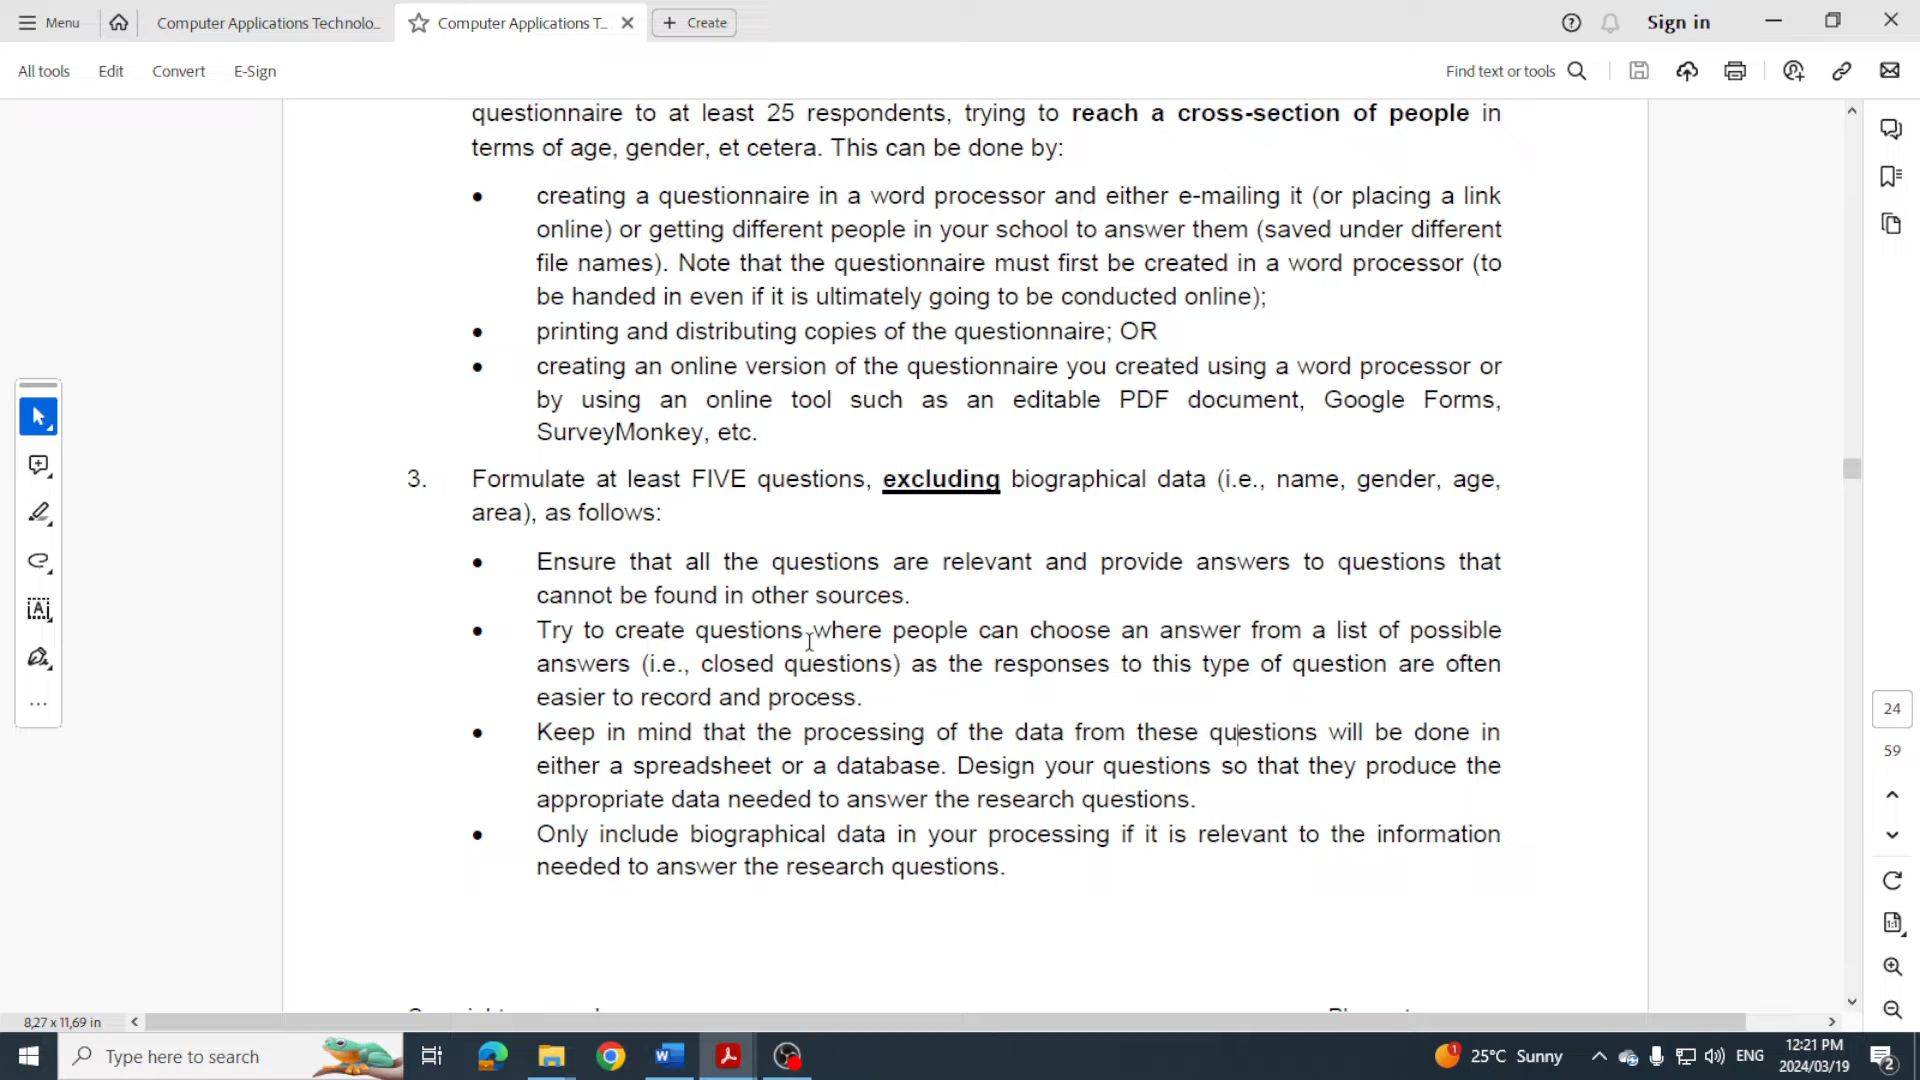 Menu
Computer Applications Technolo...
Computer Applications T...
Create
Sign in
All tools
Edit
Convert
E-Sign
Find text or tools
questionnaire to at least 25 respondents, trying to reach a cross-section of people in
terms of age, gender, et cetera. This can be done by:
• creating a questionnaire in a word processor and either e-mailing it (or placing a link
online) or getting different people in your school to answer them (saved under different
file names). Note that the questionnaire must first be created in a word processor (to
be handed in even if it is ultimately going to be conducted online);
• printing and distributing copies of the questionnaire; OR
• creating an online version of the questionnaire you created using a word processor or
by using an online tool such as an editable PDF document, Google Forms,
SurveyMonkey, etc.
3. Formulate at least FIVE questions, excluding biographical data (i.e., name, gender, age,
area), as follows:
• Ensure that all the questions are relevant and provide answers to questions that
cannot be found in other sources.
• Try to create questions where people can choose an answer from a list of possible
answers (i.e., closed questions) as the responses to this type of question are often
easier to record and process.
• Keep in mind that the processing of the data from these questions will be done in
either a spreadsheet or a database. Design your questions so that they produce the
appropriate data needed to answer the research questions.
• Only include biographical data in your processing if it is relevant to the information
needed to answer the research questions.
24
59
8,27 x 11,69 in
Type here to search
25°C Sunny
ENG
12:21 PM
2024/03/19
2